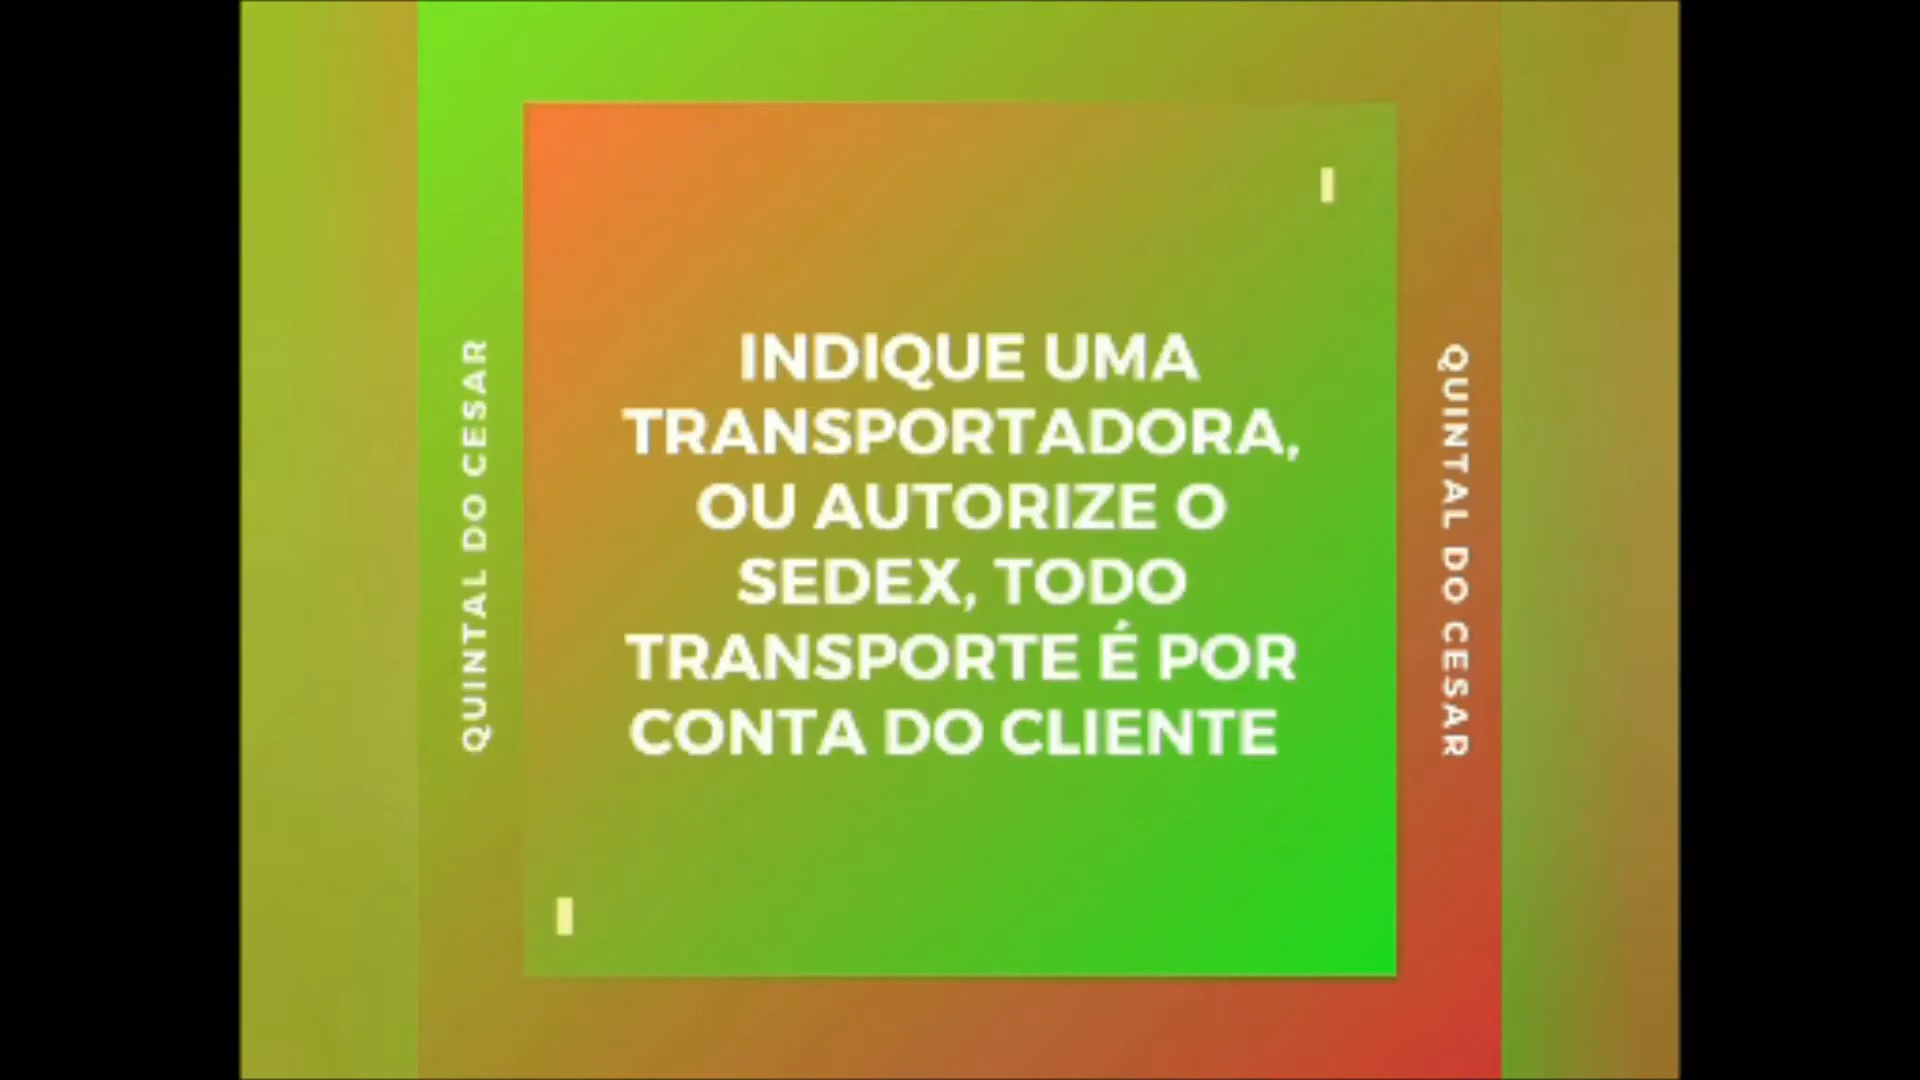 QUINTAL DO CESAR
INDIQUE UMA
TRANSPORTADORA,
OU AUTORIZE O
SEDEX, TODO
TRANSPORTE É POR
CONTA DO CLIENTE
QUINTAL DO CESAR